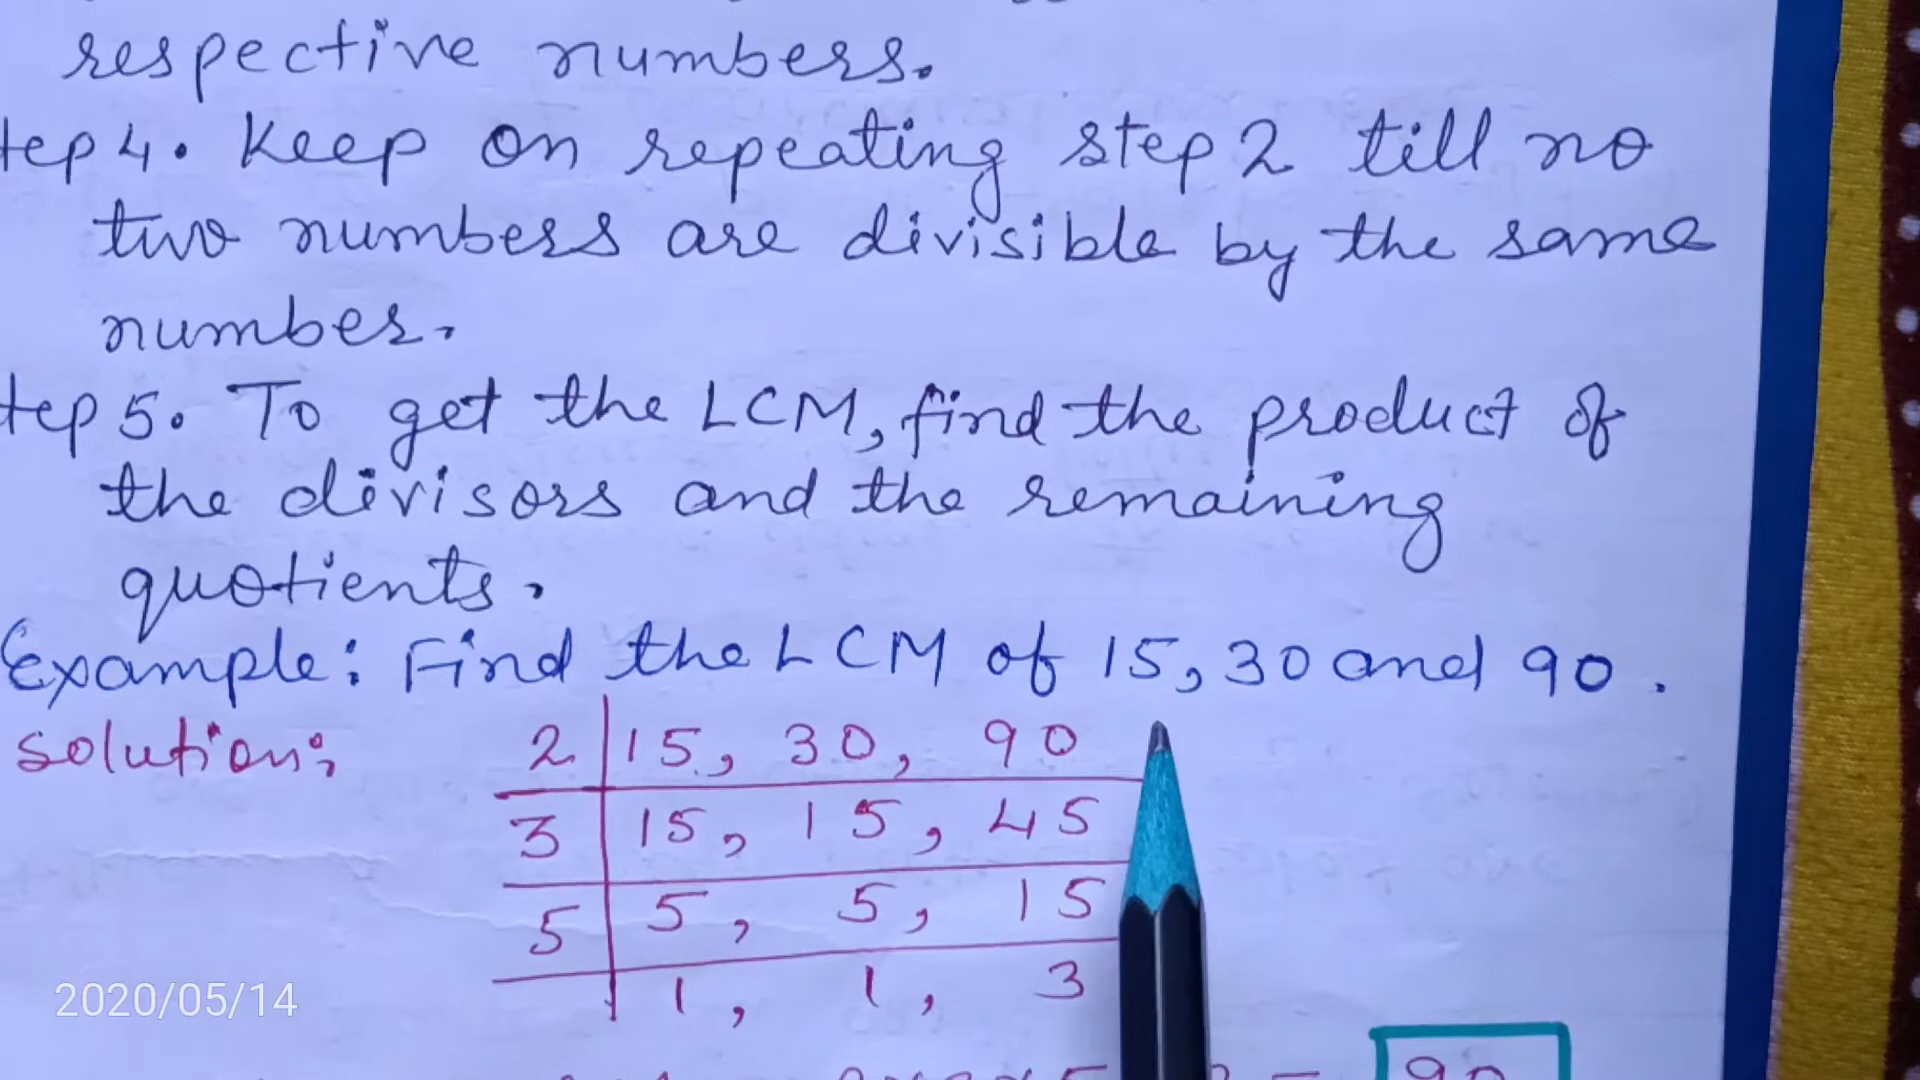 respective numbers.
tep 4. Keep on repeating step 2 till no
two numbers are divisible by the same
number.
tep 5. To get the LCM, find the product of
the divisors and the remaining
quotients.
Example: Find the LCM of 15, 30 and 90.
Solution:
2 | 15, 30, 90
3 | 15, 15, 45
5 | 5, 5, 15
1, 1, 3
90
2020/05/14